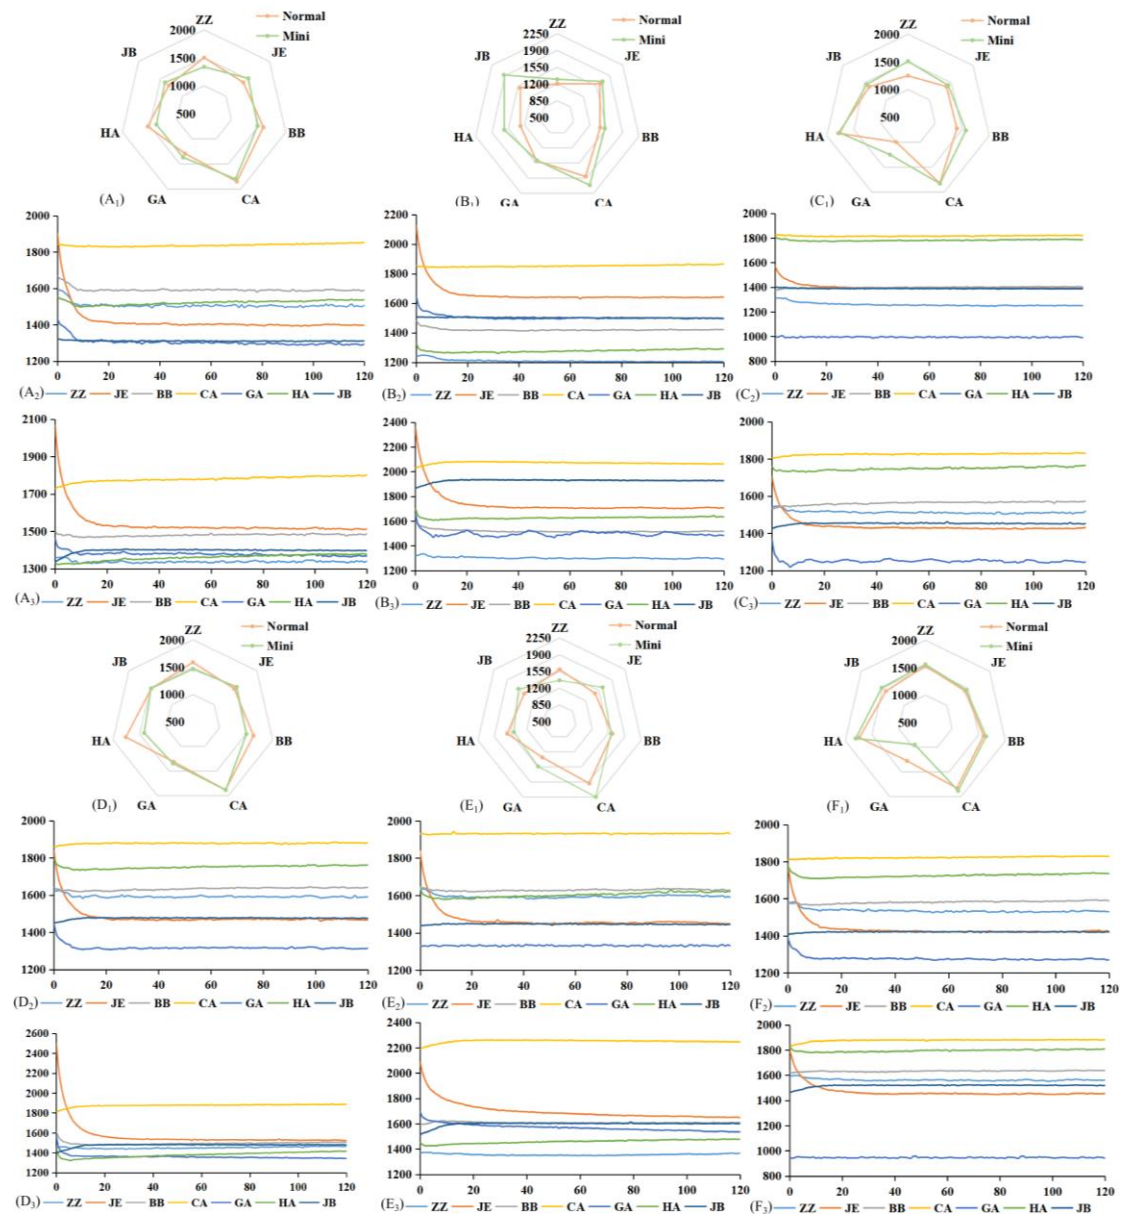 ZZ
JE
BB
CA
GA
HA
JB
2000
1500
1000
500
Normal
Mini
(A1)
ZZ
JE
BB
CA
GA
HA
JB
2250
1900
1550
1200
850
500
Normal
Mini
(B1)
ZZ
JE
BB
CA
GA
HA
JB
2000
1500
1000
500
Normal
Mini
(C1)
2000
1800
1600
1400
1200
0 20 40 60 80 100 120
(A2) ZZ JE BB CA GA HA JB
2200
2000
1800
1600
1400
1200
0 20 40 60 80 100 120
(B2) ZZ JE BB CA GA HA JB
2000
1800
1600
1400
1200
1000
800
0 20 40 60 80 100 120
(C2) ZZ JE BB CA GA HA JB
2100
1900
1700
1500
1300
0 20 40 60 80 100 120
(A3) ZZ JE BB CA GA HA JB
2400
2200
2000
1800
1600
1400
1200
0 20 40 60 80 100 120
(B3) ZZ JE BB CA GA HA JB
2000
1800
1600
1400
1200
0 20 40 60 80 100 120
(C3) ZZ JE BB CA GA HA JB
ZZ
JE
BB
CA
GA
HA
JB
2000
1500
1000
500
Normal
Mini
(D1)
ZZ
JE
BB
CA
GA
HA
JB
2250
1900
1550
1200
850
500
Normal
Mini
(E1)
ZZ
JE
BB
CA
GA
HA
JB
2000
1500
1000
500
Normal
Mini
(F1)
2000
1800
1600
1400
1200
0 20 40 60 80 100 120
(D2) ZZ JE BB CA GA HA JB
2000
1800
1600
1400
1200
0 20 40 60 80 100 120
(E2) ZZ JE BB CA GA HA JB
2000
1800
1600
1400
1200
0 20 40 60 80 100 120
(F2) ZZ JE BB CA GA HA JB
2600
2400
2200
2000
1800
1600
1400
1200
0 20 40 60 80 100 120
(D3) ZZ JE BB CA GA HA JB
2400
2200
2000
1800
1600
1400
1200
0 20 40 60 80 100 120
(E3) ZZ JE BB CA GA HA JB
2000
1800
1600
1400
1200
1000
800
0 20 40 60 80 100 120
(F3) ZZ JE BB CA GA HA JB